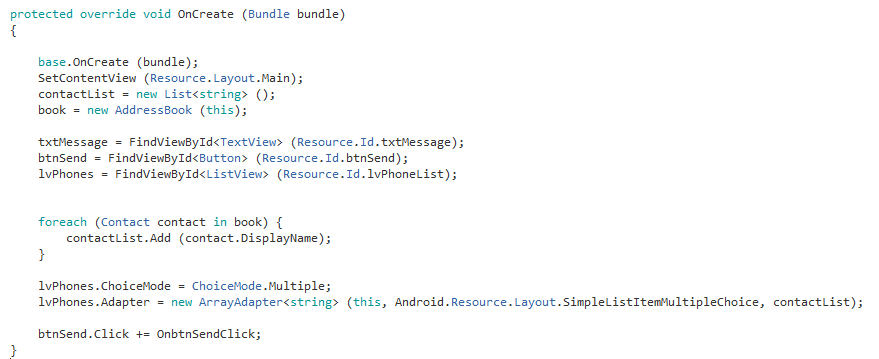 protected override void OnCreate (Bundle bundle)
{
base.OnCreate (bundle);
SetContentView (Resource.Layout.Main);
contactList = new List<string> ();
book = new AddressBook (this);
txtMessage = FindViewById<TextView> (Resource.Id.txtMessage);
btnSend = FindViewById<Button> (Resource.Id.btnSend);
lvPhones = FindViewById<ListView> (Resource.Id.lvPhoneList);
foreach (Contact contact in book) {
contactList.Add (contact.DisplayName);
}
lvPhones.ChoiceMode = ChoiceMode.Multiple;
lvPhones.Adapter = new ArrayAdapter<string> (this, Android.Resource.Layout.SimpleListItemMultipleChoice, contactList);
btnSend.Click += OnbtnSendClick;
}